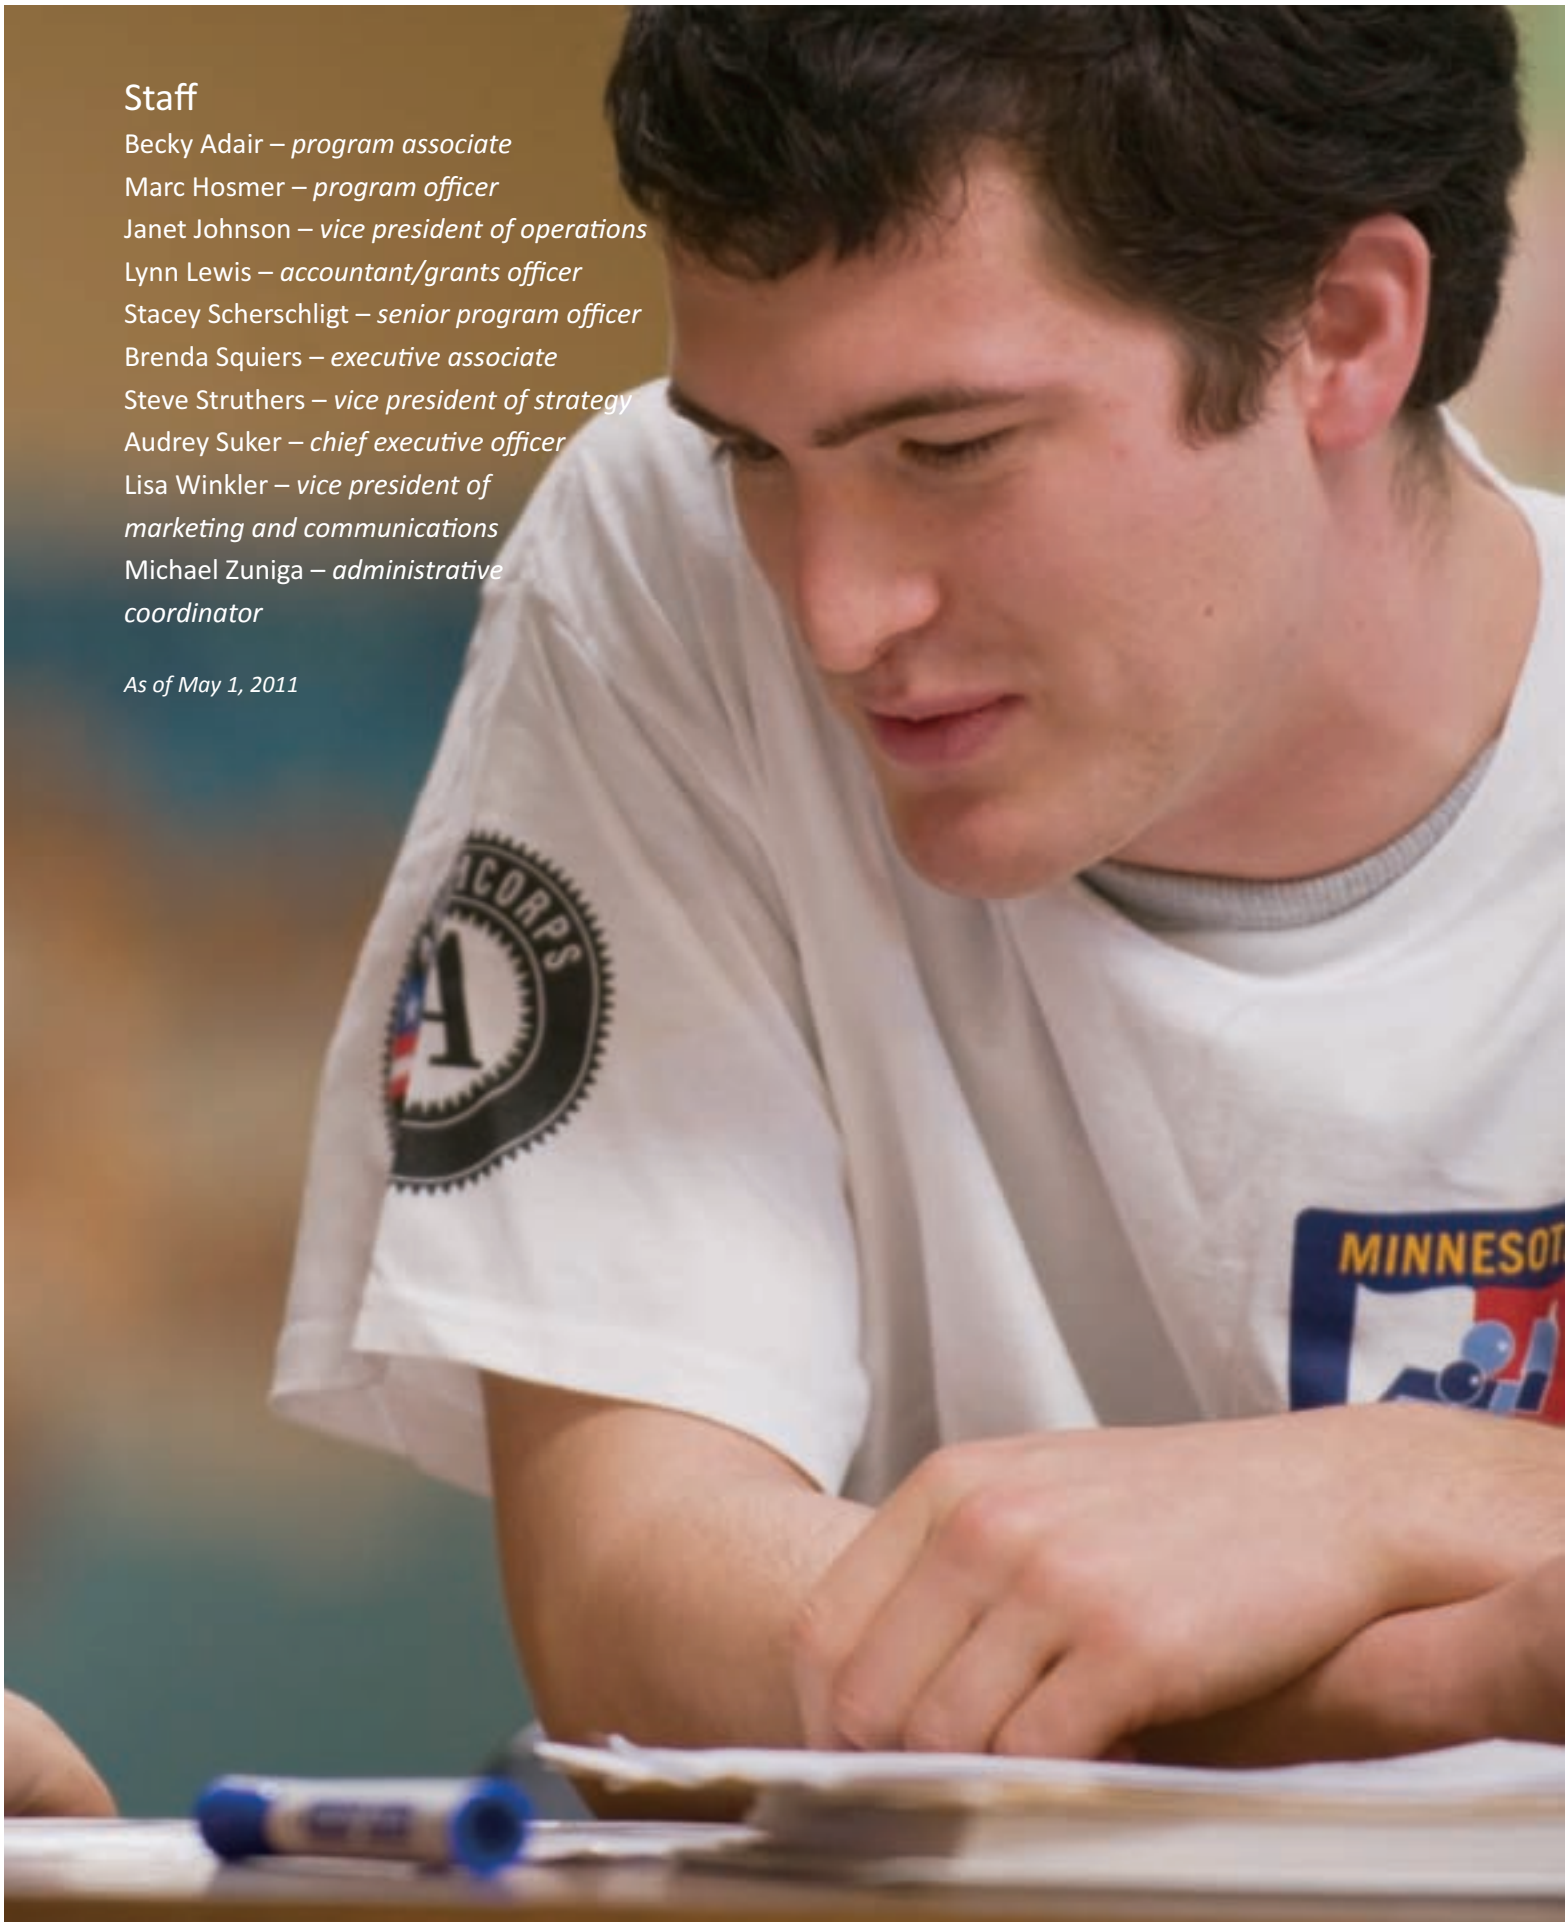 Staff
Becky Adair – program associate
Marc Hosmer – program officer
Janet Johnson – vice president of operations
Lynn Lewis – accountant/grants officer
Stacey Scherschligt – senior program officer
Brenda Squiers – executive associate
Steve Struthers – vice president of strategy
Audrey Suker – chief executive officer
Lisa Winkler – vice president of
marketing and communications
Michael Zuniga – administrative
coordinator
As of May 1, 2011
ICORPS
A
MINNESOT